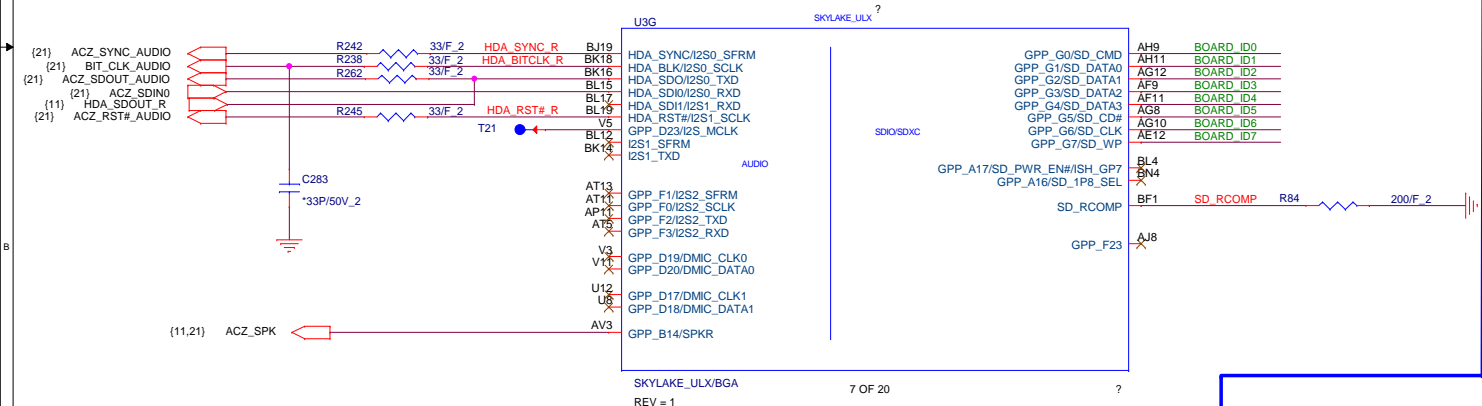 ?
SKYLAKE_ULX
U3G
{21} ACZ_SYNC_AUDIO R242 33/F_2 HDA_SYNC_R BJ19 HDA_SYNC/I2S0_SFRM
{21} BIT_CLK_AUDIO R238 33/F_2 HDA_BITCLK_R BK18 HDA_BLK/I2S0_SCLK
{21} ACZ_SDOUT_AUDIO R262 33/F_2 BK16 HDA_SDO/I2S0_TXD
{21} ACZ_SDIN0 BL15 HDA_SDI0/I2S0_RXD
{11} HDA_SDOUT_R BL17 HDA_SDI1/I2S1_RXD
{21} ACZ_RST#_AUDIO R245 33/F_2 HDA_RST#_R BL19 HDA_RST#/I2S1_SCLK
T21 V5 GPP_D23/I2S_MCLK
BL12 I2S1_SFRM
BK14 I2S1_TXD
AUDIO
C283
*33P/50V_2
AT13 GPP_F1/I2S2_SFRM
AT11 GPP_F0/I2S2_SCLK
AP11 GPP_F2/I2S2_TXD
AT5 GPP_F3/I2S2_RXD
V3 GPP_D19/DMIC_CLK0
V11 GPP_D20/DMIC_DATA0
U12 GPP_D17/DMIC_CLK1
U8 GPP_D18/DMIC_DATA1
{11,21} ACZ_SPK AV3 GPP_B14/SPKR
GPP_G0/SD_CMD AH9 BOARD_ID0
GPP_G1/SD_DATA0 AH11 BOARD_ID1
GPP_G2/SD_DATA1 AG12 BOARD_ID2
GPP_G3/SD_DATA2 AF9 BOARD_ID3
GPP_G4/SD_DATA3 AF11 BOARD_ID4
GPP_G5/SD_CD# AG8 BOARD_ID5
GPP_G6/SD_CLK AG10 BOARD_ID6
GPP_G7/SD_WP AE12 BOARD_ID7
SDIO/SDXC
GPP_A17/SD_PWR_EN#/ISH_GP7 BL4
GPP_A16/SD_1P8_SEL BN4
SD_RCOMP BF1 SD_RCOMP R84 200/F_2
GPP_F23 AJ8
B
SKYLAKE_ULX/BGA
7 OF 20
?
REV = 1